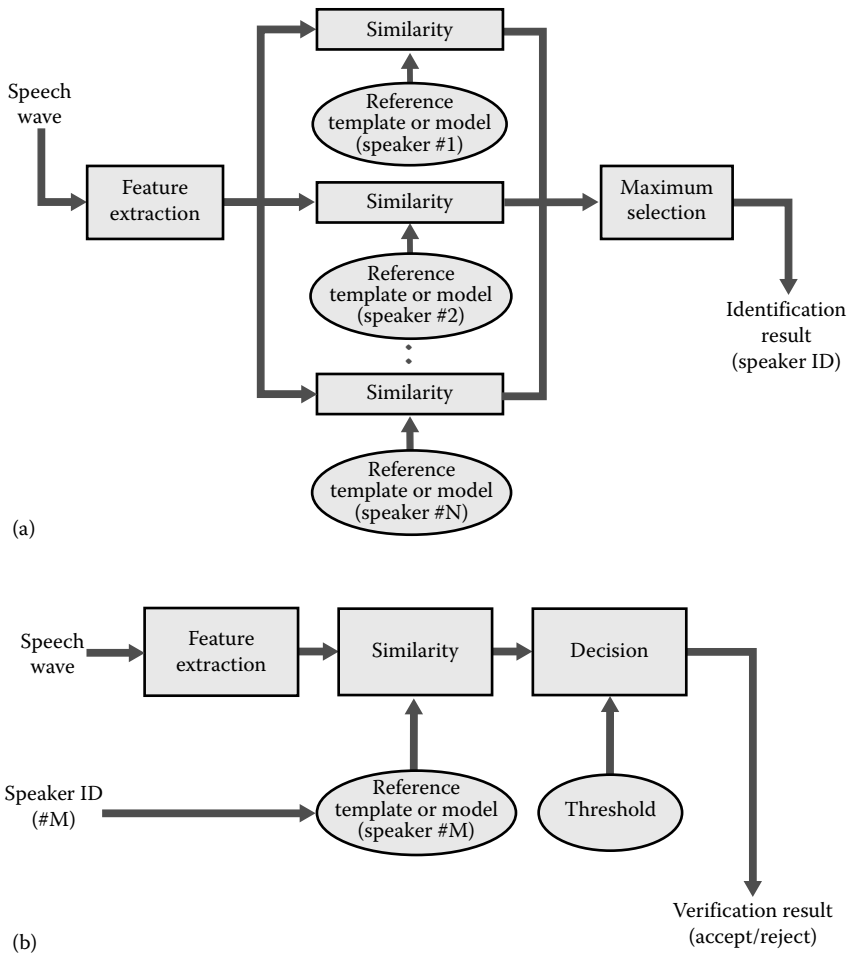 Similarity
Speech
wave
Reference
template or model
(speaker #1)
Feature
extraction
Similarity
Maximum
selection
Reference
template or model
(speaker #2)
Identification
result
(speaker ID)
Similarity
Reference
template or model
(speaker #N)
(a)
Speech
wave
Feature
extraction
Similarity
Decision
Speaker ID
(#M)
Reference
template or model
(speaker #M)
Threshold
Verification result
(accept/reject)
(b)